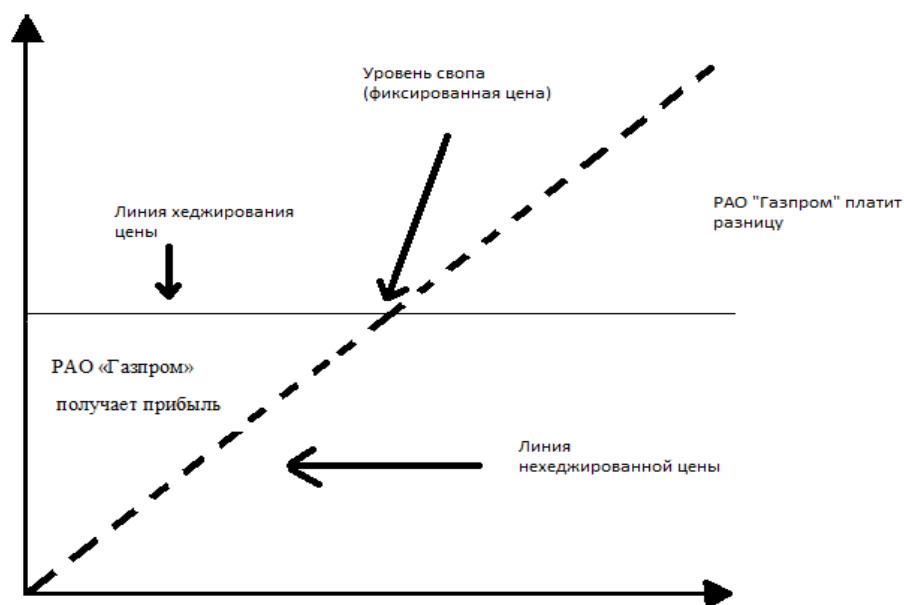 Уровень свопа
(фиксированная цена)
РАО "Газпром" платит
разницу
Линия хеджирования
цены
РАО «Газпром»
получает прибыль
Линия
нехеджированной цены